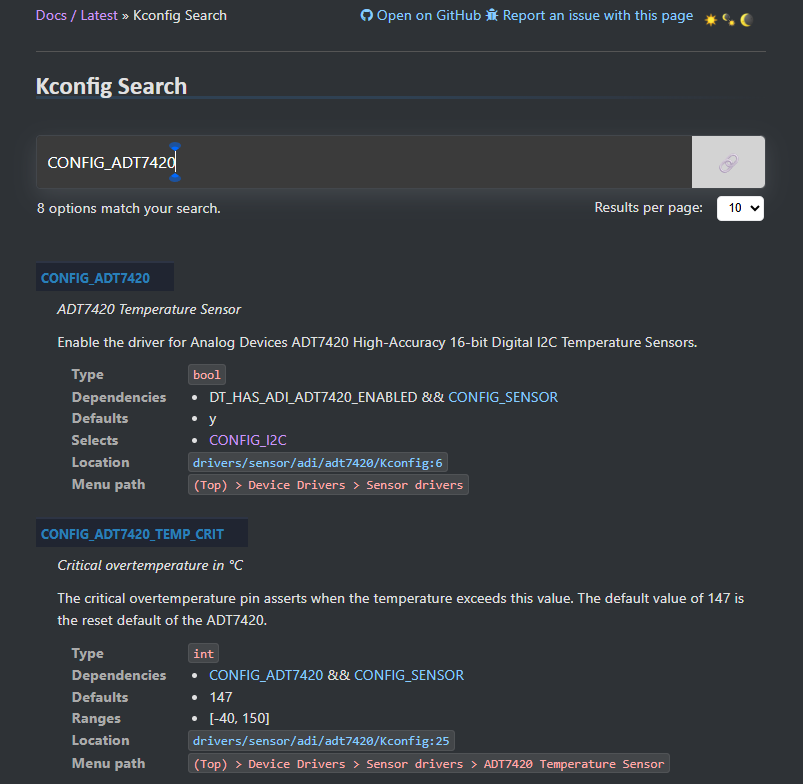 Docs / Latest » Kconfig Search Open on GitHub Report an issue with this page
Kconfig Search
CONFIG_ADT7420
8 options match your search. Results per page: 10
CONFIG_ADT7420
ADT7420 Temperature Sensor
Enable the driver for Analog Devices ADT7420 High-Accuracy 16-bit Digital I2C Temperature Sensors.
Type bool
Dependencies • DT_HAS_ADI_ADT7420_ENABLED && CONFIG_SENSOR
Defaults • y
Selects • CONFIG_I2C
Location drivers/sensor/adi/adt7420/Kconfig:6
Menu path (Top) > Device Drivers > Sensor drivers
CONFIG_ADT7420_TEMP_CRIT
Critical overtemperature in °C
The critical overtemperature pin asserts when the temperature exceeds this value. The default value of 147 is
the reset default of the ADT7420.
Type int
Dependencies • CONFIG_ADT7420 && CONFIG_SENSOR
Defaults • 147
Ranges • [-40, 150]
Location drivers/sensor/adi/adt7420/Kconfig:25
Menu path (Top) > Device Drivers > Sensor drivers > ADT7420 Temperature Sensor